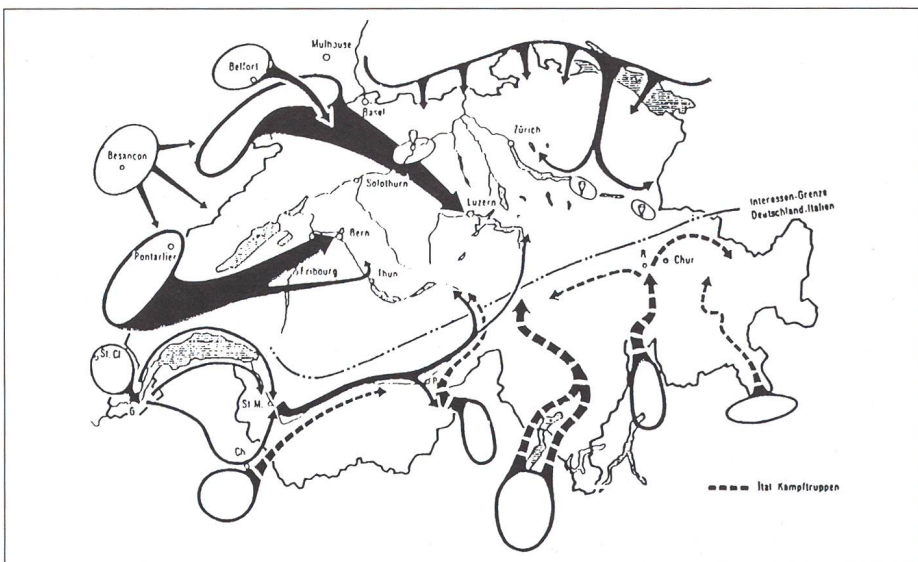 Mulhouse
Belfort
Basel
Zürich
Besançon
Solothurn
Luzern
Interessen-Grenze
Deutschland-Italien
Bern
Pontarlier
Fribourg
Thun
R
Chur
St. Cl
P.
G
St M.
Ch
Ital Kampftruppen